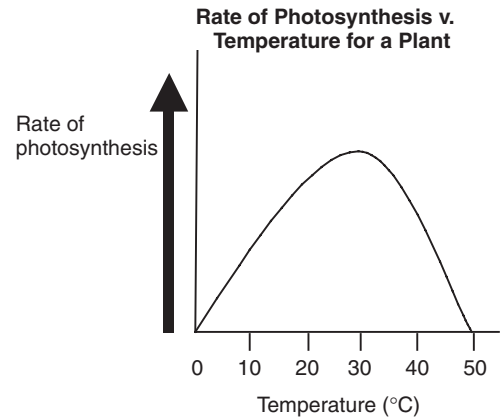 Rate of Photosynthesis v.
Temperature for a Plant
Rate of
photosynthesis
0 10 20 30 40 50
Temperature (°C)